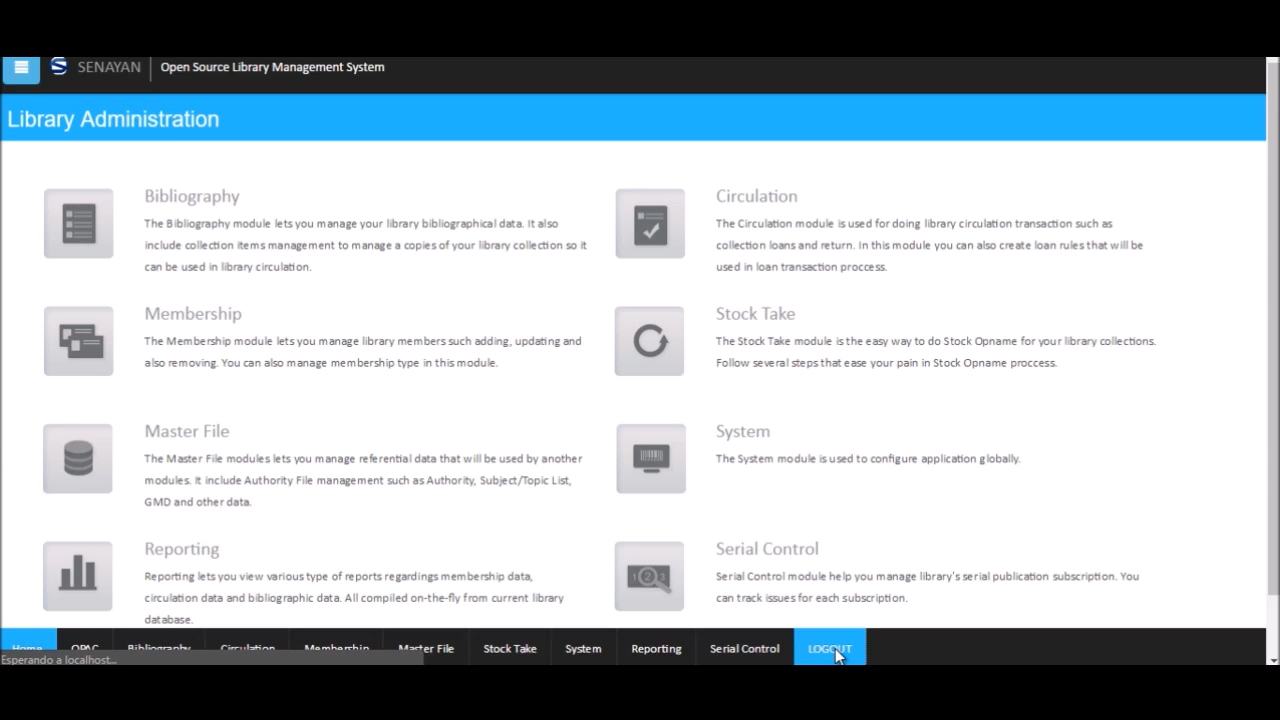 SENAYAN
Open Source Library Management System
Library Administration
Bibliography
The Bibliography module lets you manage your library bibliographical data. It also
include collection items management to manage a copies of your library collection so it
can be used in library circulation.
Circulation
The Circulation module is used for doing library circulation transaction such as
collection loans and return. In this module you can also create loan rules that will be
used in loan transaction proccess.
Membership
The Membership module lets you manage library members such adding, updating and
also removing. You can also manage membership type in this module.
Stock Take
The Stock Take module is the easy way to do Stock Opname for your library collections.
Follow several steps that ease your pain in Stock Opname proccess.
Master File
The Master File modules lets you manage referential data that will be used by another
modules. It include Authority File management such as Authority, Subject/Topic List,
GMD and other data.
System
The System module is used to configure application globally.
Reporting
Reporting lets you view various type of reports regardings membership data,
circulation data and bibliographic data. All compiled on-the-fly from current library
database.
Serial Control
Serial Control module help you manage library's serial publication subscription. You
can track issues for each subscription.
Home OPAC Bibliography Circulation Membership Master File Stock Take System Reporting Serial Control LOGOUT
Esperando a localhost...